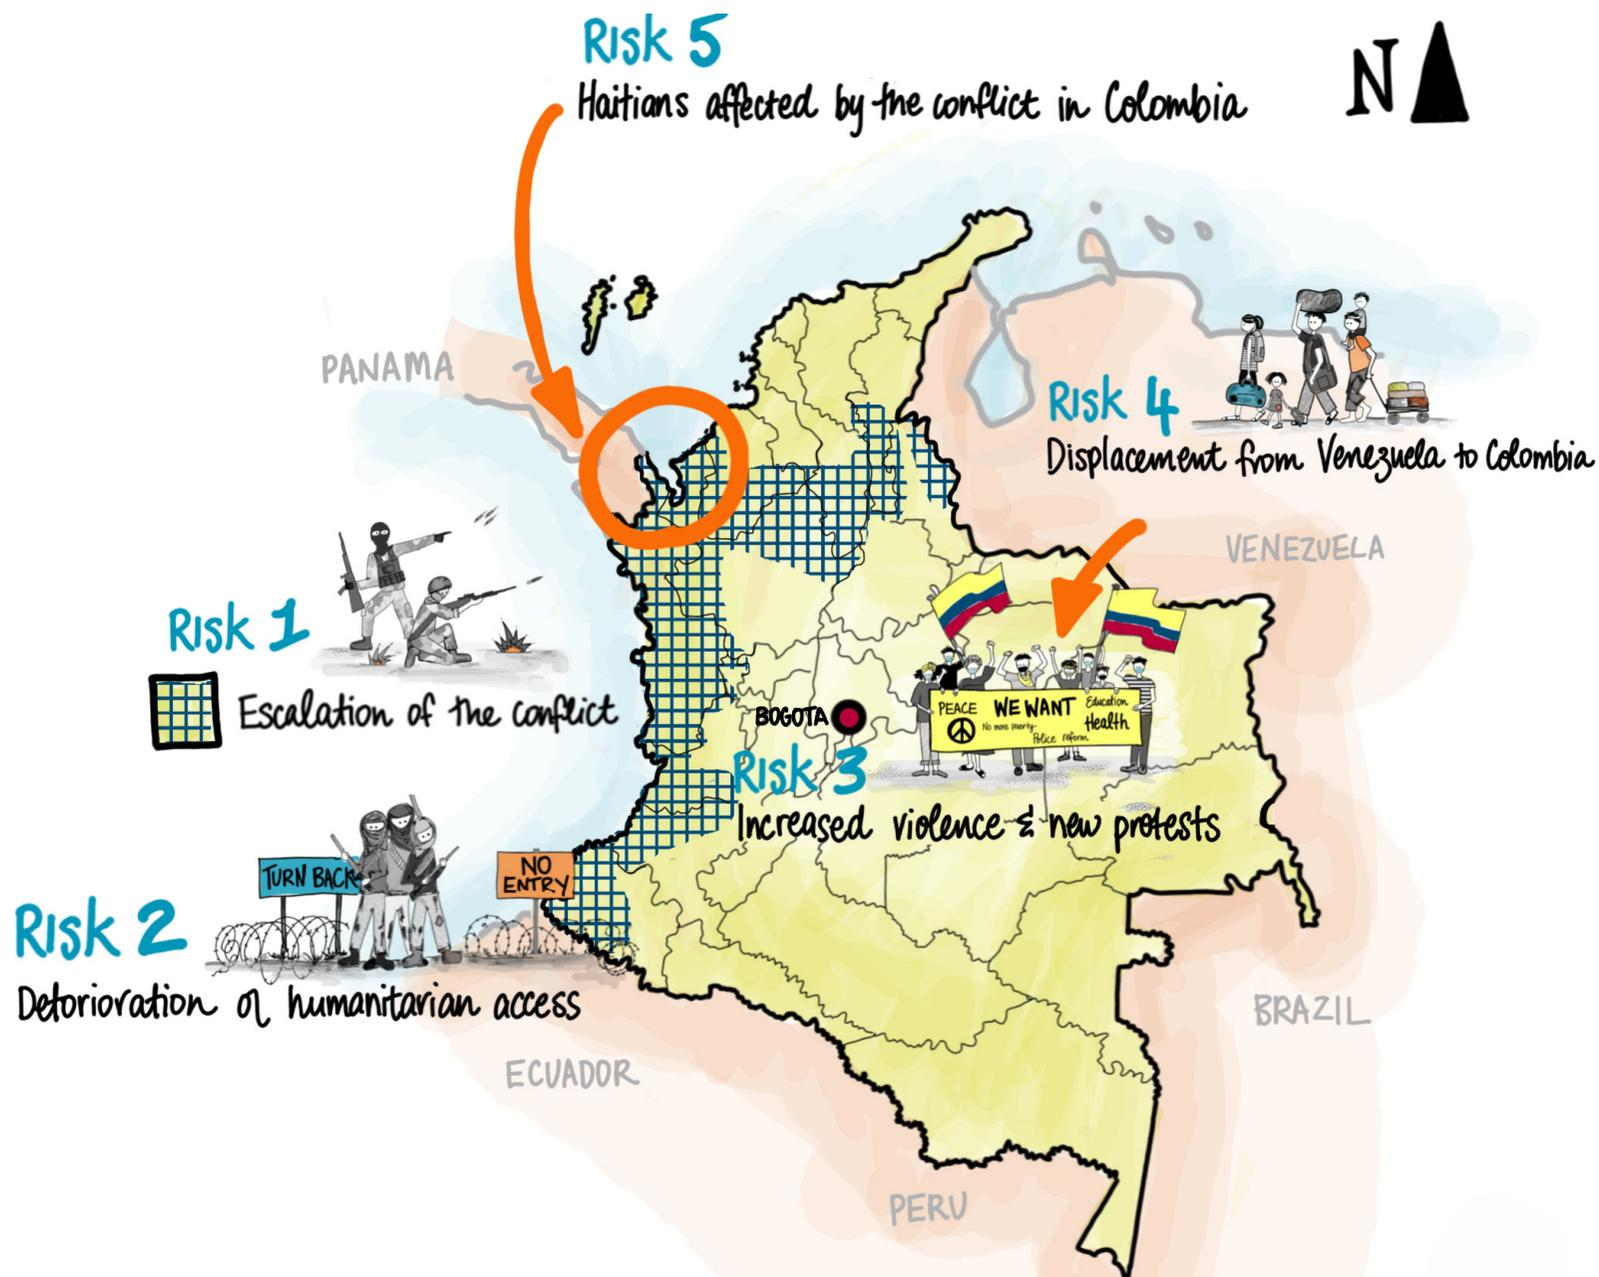 Risk 5
Haitians affected by the conflict in Colombia
N
PANAMA
Risk 4
Displacement from Venezuela to Colombia
VENEZUELA
Risk 1
Escalation of the conflict
BOGOTA
PEACE
WE WANT
Education
No more poverty
Health
Police reform
Risk 3
Increased violence & new protests
TURN BACK
NO
ENTRY
Risk 2
Detorioration of humanitarian access
BRAZIL
ECUADOR
PERU